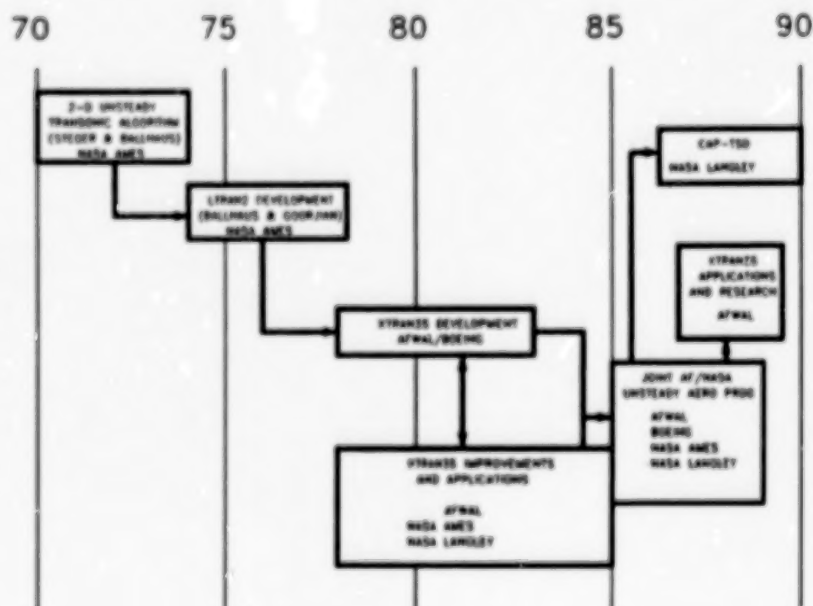 70 75 80 85 90
2-D UNSTEADY
TRANSONIC ALGORITHM
(STEGER & BALLHAUS)
NASA AMES
LTRAN2 DEVELOPMENT
(BALLHAUS & GOORJIAN)
NASA AMES
XTRAN3S DEVELOPMENT
AFWAL/BOEING
XTRAN3S IMPROVEMENTS
AND APPLICATIONS
AFWAL
NASA AMES
NASA LANGLEY
JOINT AF/NASA
UNSTEADY AERO PROG
AFWAL
BOEING
NASA AMES
NASA LANGLEY
CAP-TSD
NASA LANGLEY
XTRAN3S
APPLICATIONS
AND RESEARCH
AFWAL